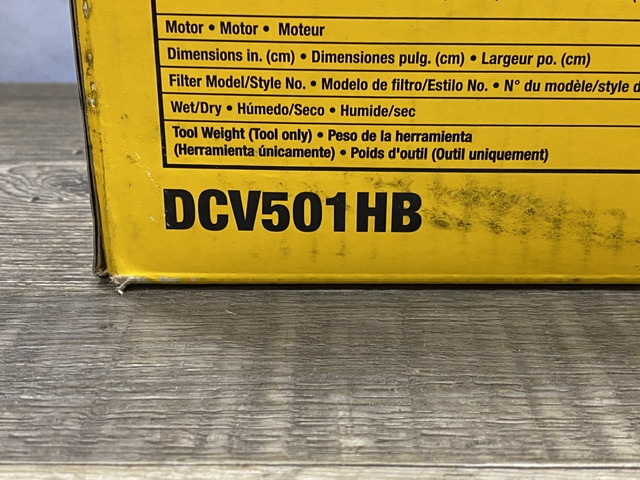 Motor • Motor • Moteur
Dimensions in. (cm) • Dimensiones pulg. (cm) • Largeur po. (cm)
Filter Model/Style No. • Modelo de filtro/Estilo No. • N° du modèle/style
Wet/Dry • Húmedo/Seco • Humide/sec
Tool Weight (Tool only) • Peso de la herramienta
(Herramienta únicamente) • Poids d'outil (Outil uniquement)
DCV501HB